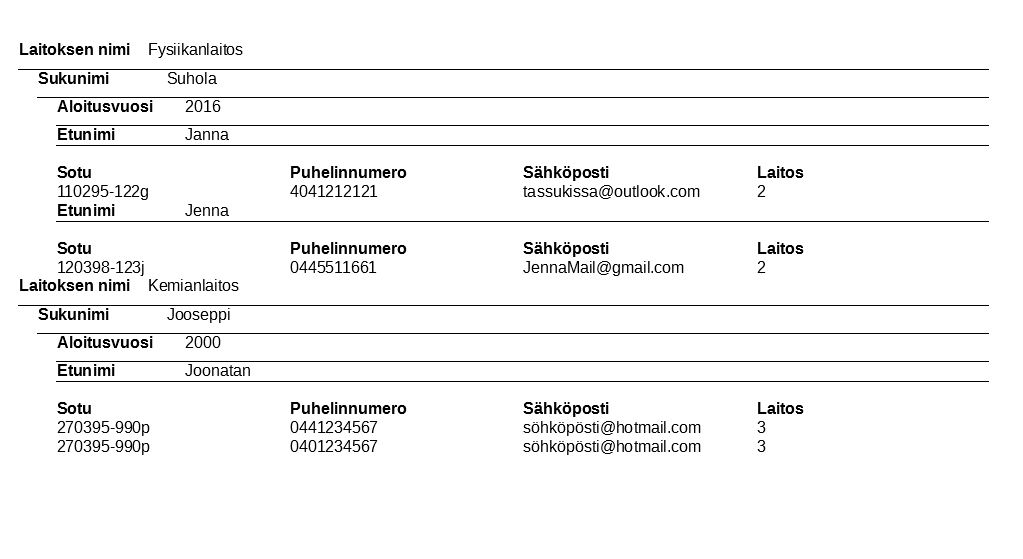 Laitoksen nimi Fysiikanlaitos
Sukunimi Suhola
Aloitusvuosi 2016
Etunimi Janna
Sotu Puhelinnumero Sähköposti Laitos
110295-122g 4041212121 tassukissa@outlook.com 2
Etunimi Jenna
Sotu Puhelinnumero Sähköposti Laitos
120398-123j 0445511661 JennaMail@gmail.com 2
Laitoksen nimi Kemianlaitos
Sukunimi Jooseppi
Aloitusvuosi 2000
Etunimi Joonatan
Sotu Puhelinnumero Sähköposti Laitos
270395-990p 0441234567 söhköpösti@hotmail.com 3
270395-990p 0401234567 söhköpösti@hotmail.com 3